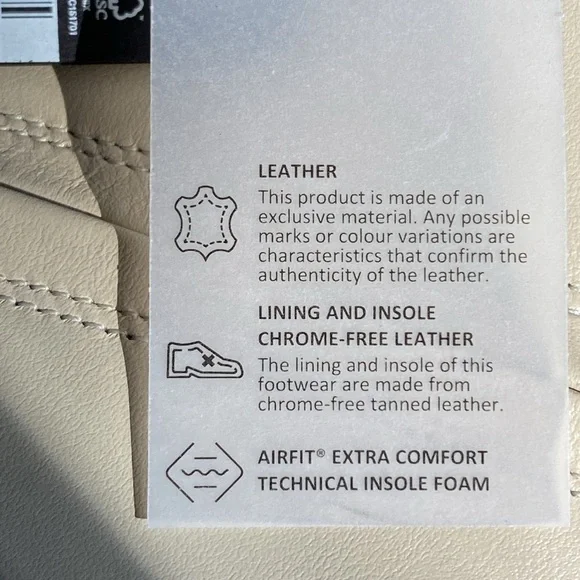 C151701
FSC
LEATHER
This product is made of an
exclusive material. Any possible
marks or colour variations are
characteristics that confirm the
authenticity of the leather.
LINING AND INSOLE
CHROME-FREE LEATHER
The lining and insole of this
footwear are made from
chrome-free tanned leather.
AIRFIT® EXTRA COMFORT
TECHNICAL INSOLE FOAM